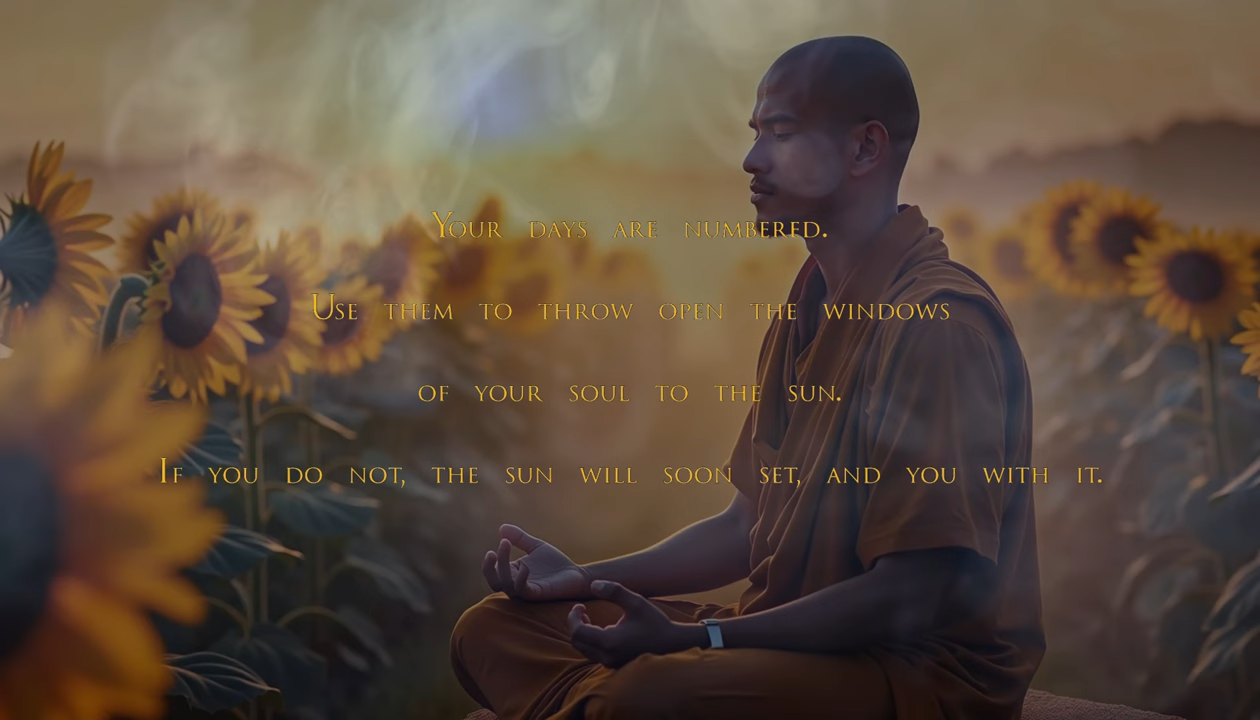 Your days are numbered.
Use them to throw open the windows
of your soul to the sun.
If you do not, the sun will soon set, and you with it.